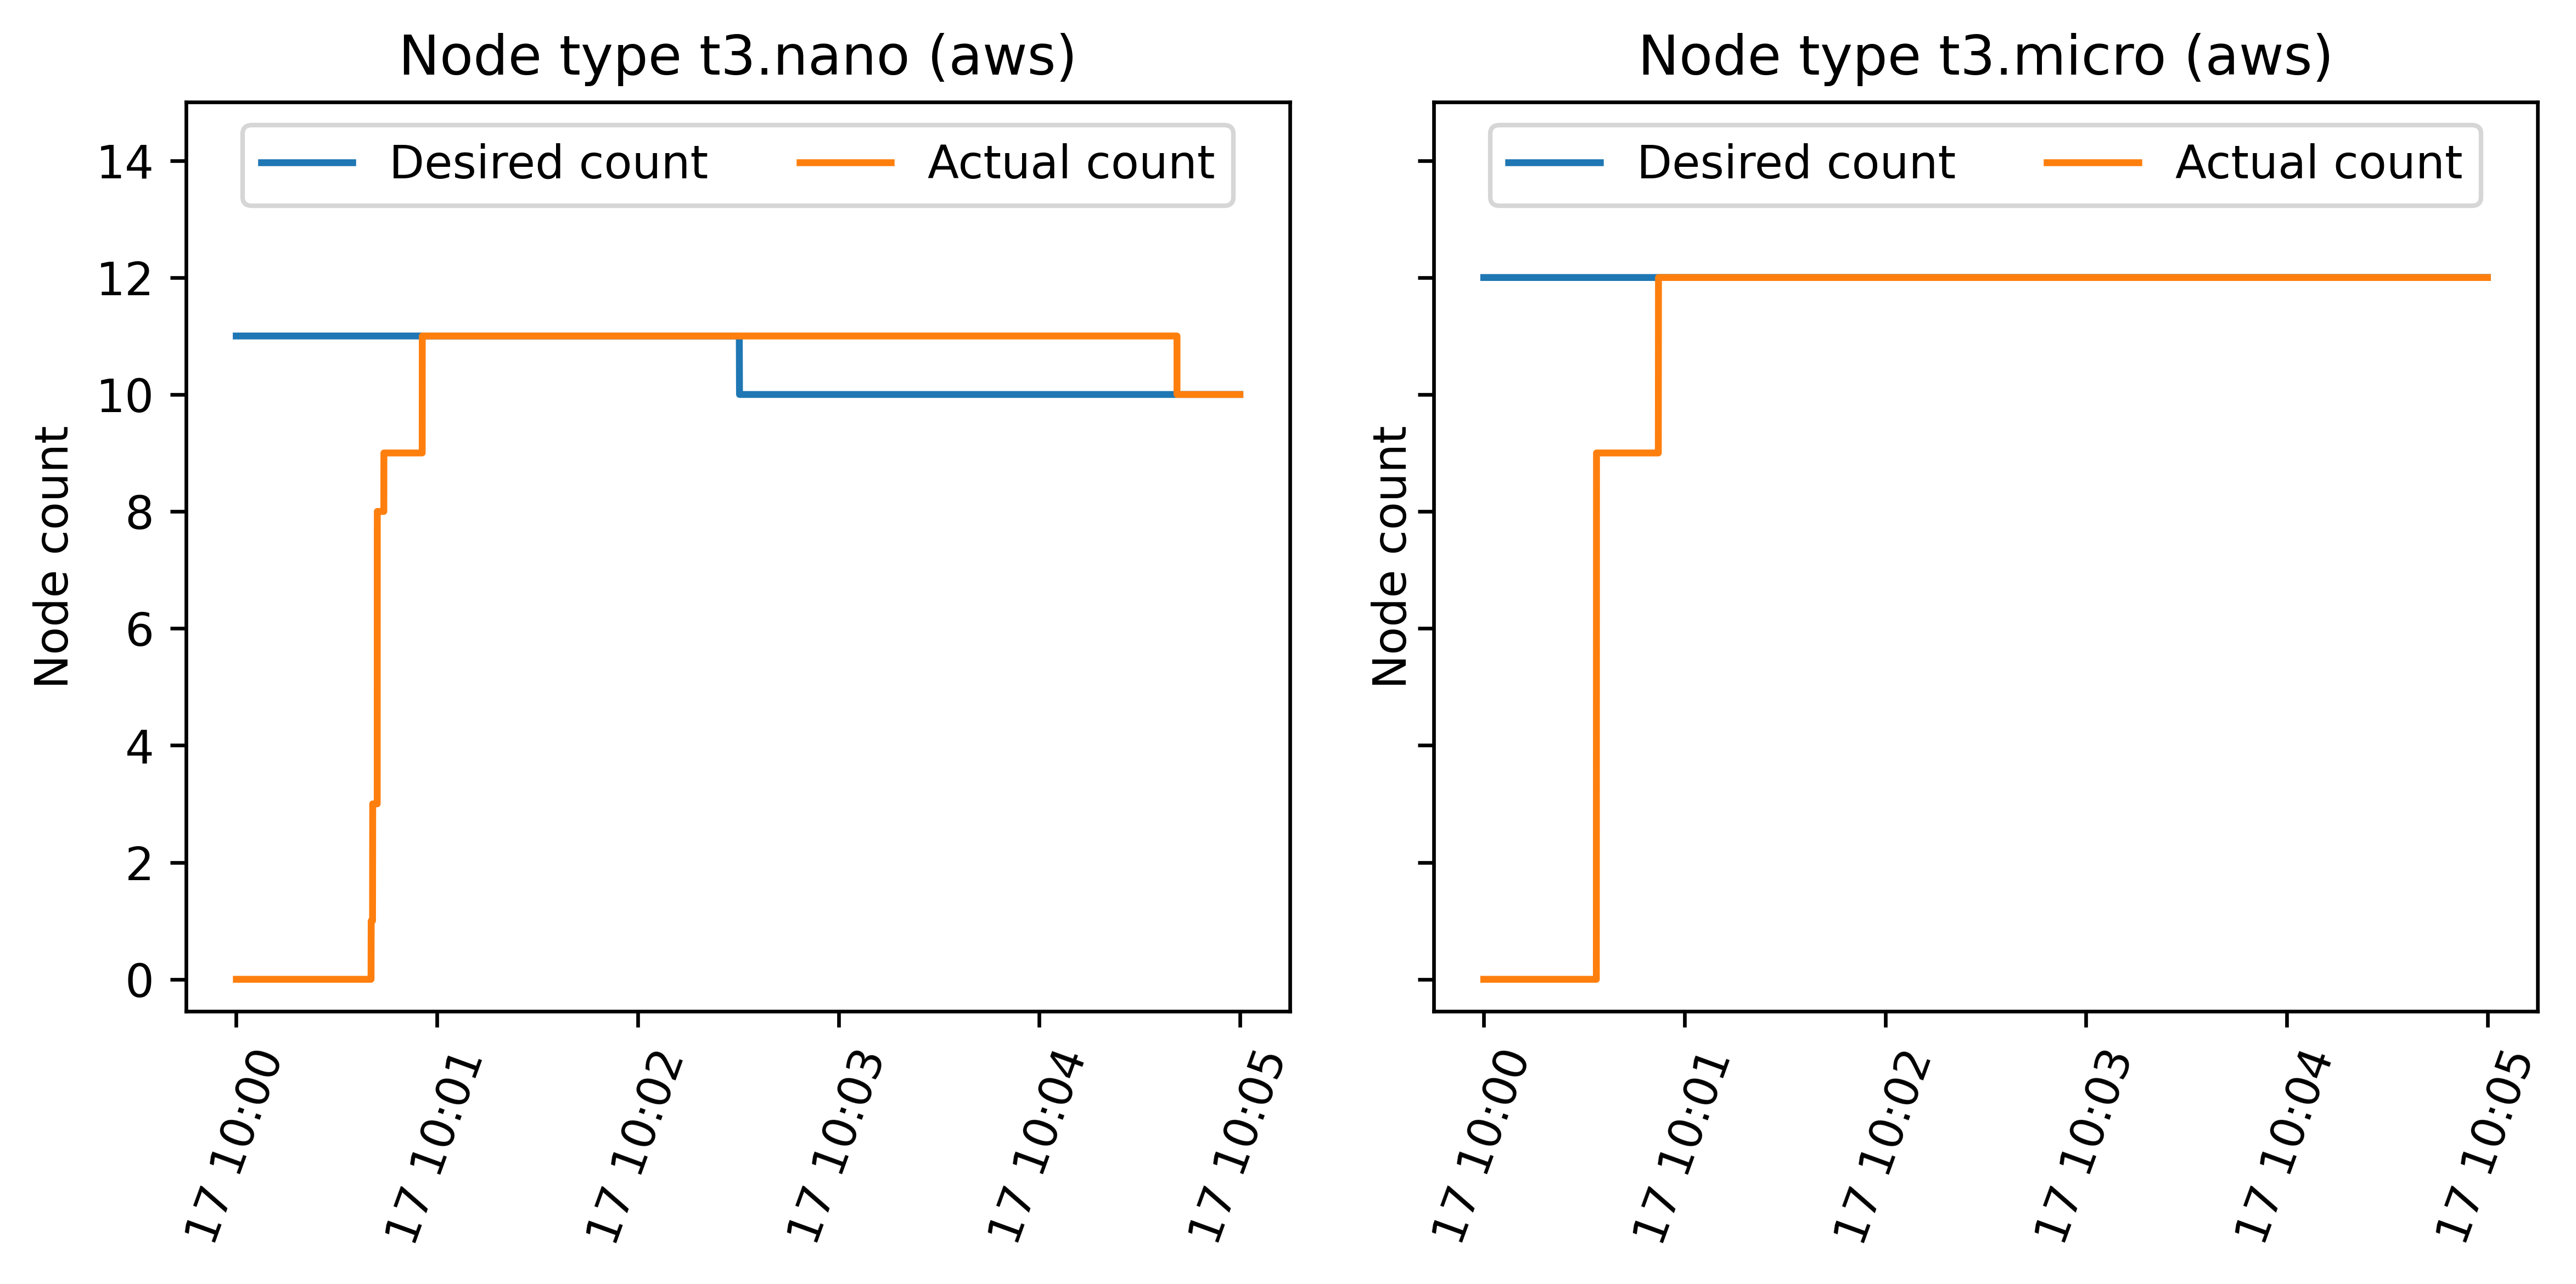 Node type t3.nano (aws)
Desired count
Actual count
Node count
14
12
10
8
6
4
2
0
17 10:00
17 10:01
17 10:02
17 10:03
17 10:04
17 10:05
Node type t3.micro (aws)
Desired count
Actual count
Node count
17 10:00
17 10:01
17 10:02
17 10:03
17 10:04
17 10:05